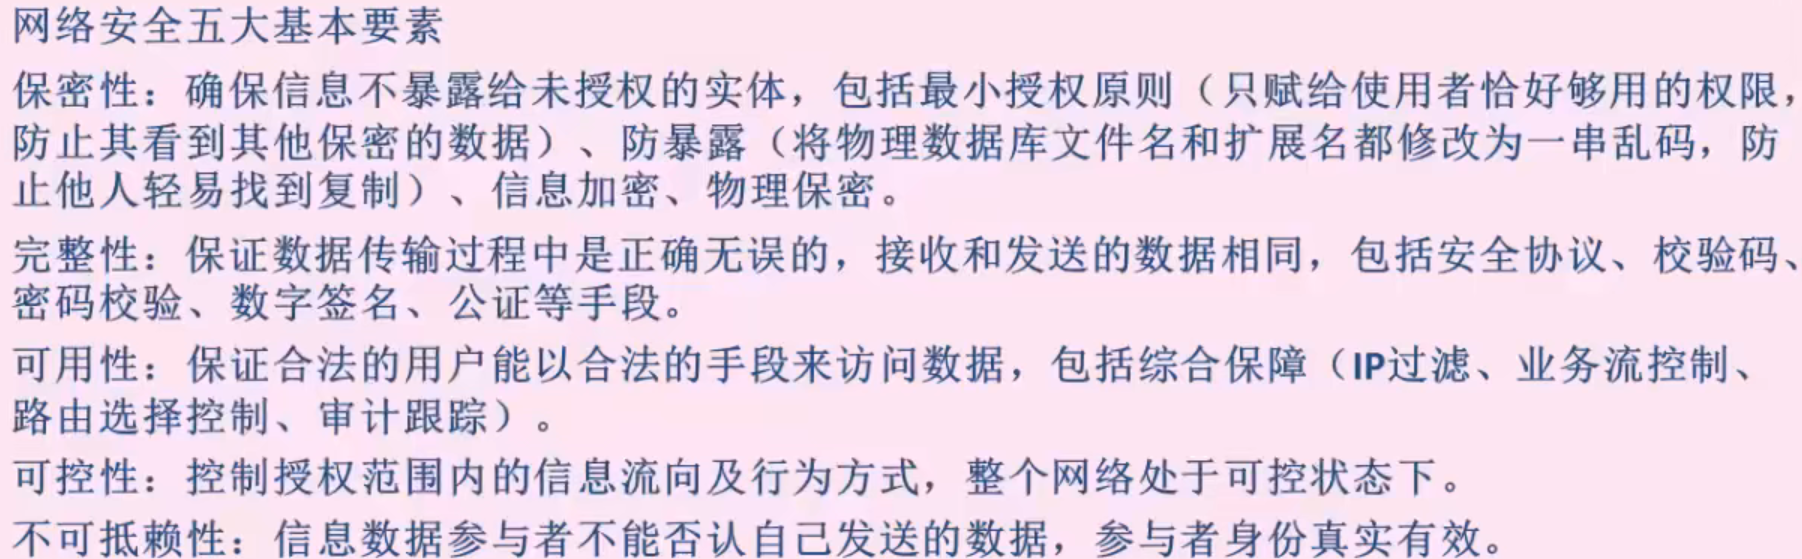 网络安全五大基本要素
保密性：确保信息不暴露给未授权的实体，包括最小授权原则（只赋给使用者恰好够用的权限，
防止其看到其他保密的数据）、防暴露（将物理数据库文件名和扩展名都修改为一串乱码，防
止他人轻易找到复制）、信息加密、物理保密。
完整性：保证数据传输过程中是正确无误的，接收和发送的数据相同，包括安全协议、校验码、
密码校验、数字签名、公证等手段。
可用性：保证合法的用户能以合法的手段来访问数据，包括综合保障（IP过滤、业务流控制、
路由选择控制、审计跟踪）。
可控性：控制授权范围内的信息流向及行为方式，整个网络处于可控状态下。
不可抵赖性：信息数据参与者不能否认自己发送的数据，参与者身份真实有效。